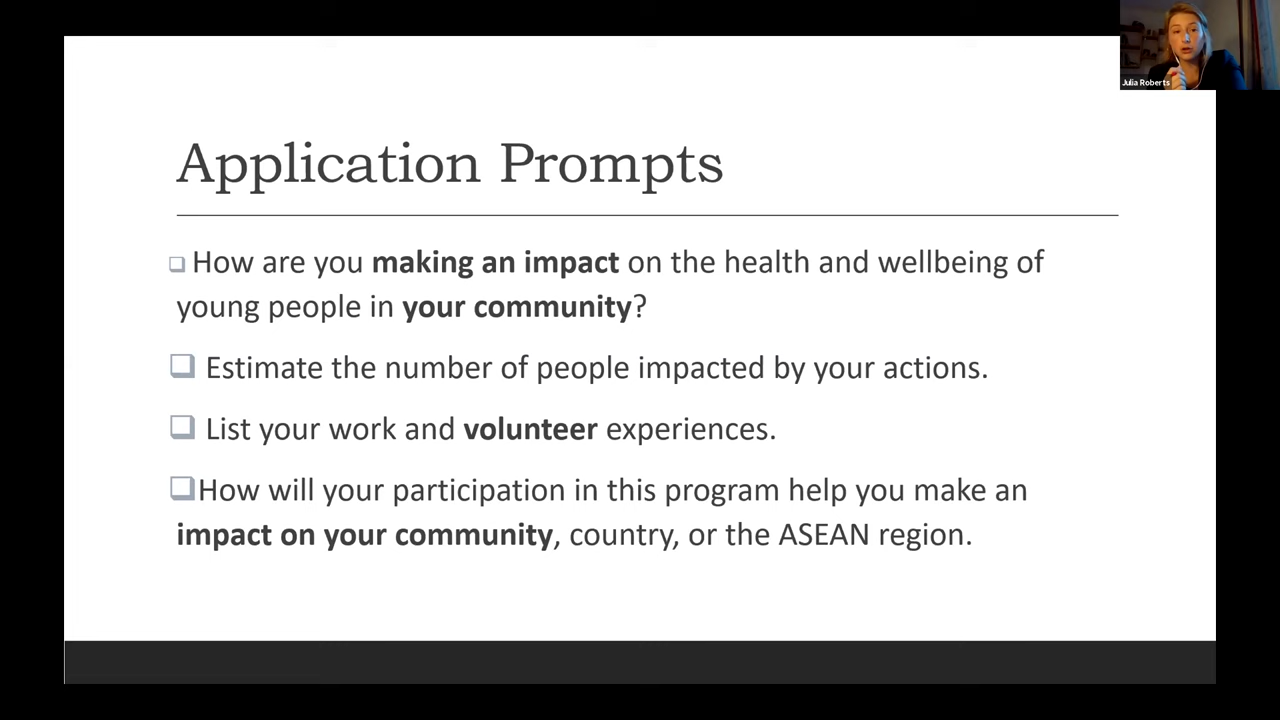 Julia Roberts
Application Prompts
How are you making an impact on the health and wellbeing of
young people in your community?
Estimate the number of people impacted by your actions.
List your work and volunteer experiences.
How will your participation in this program help you make an
impact on your community, country, or the ASEAN region.